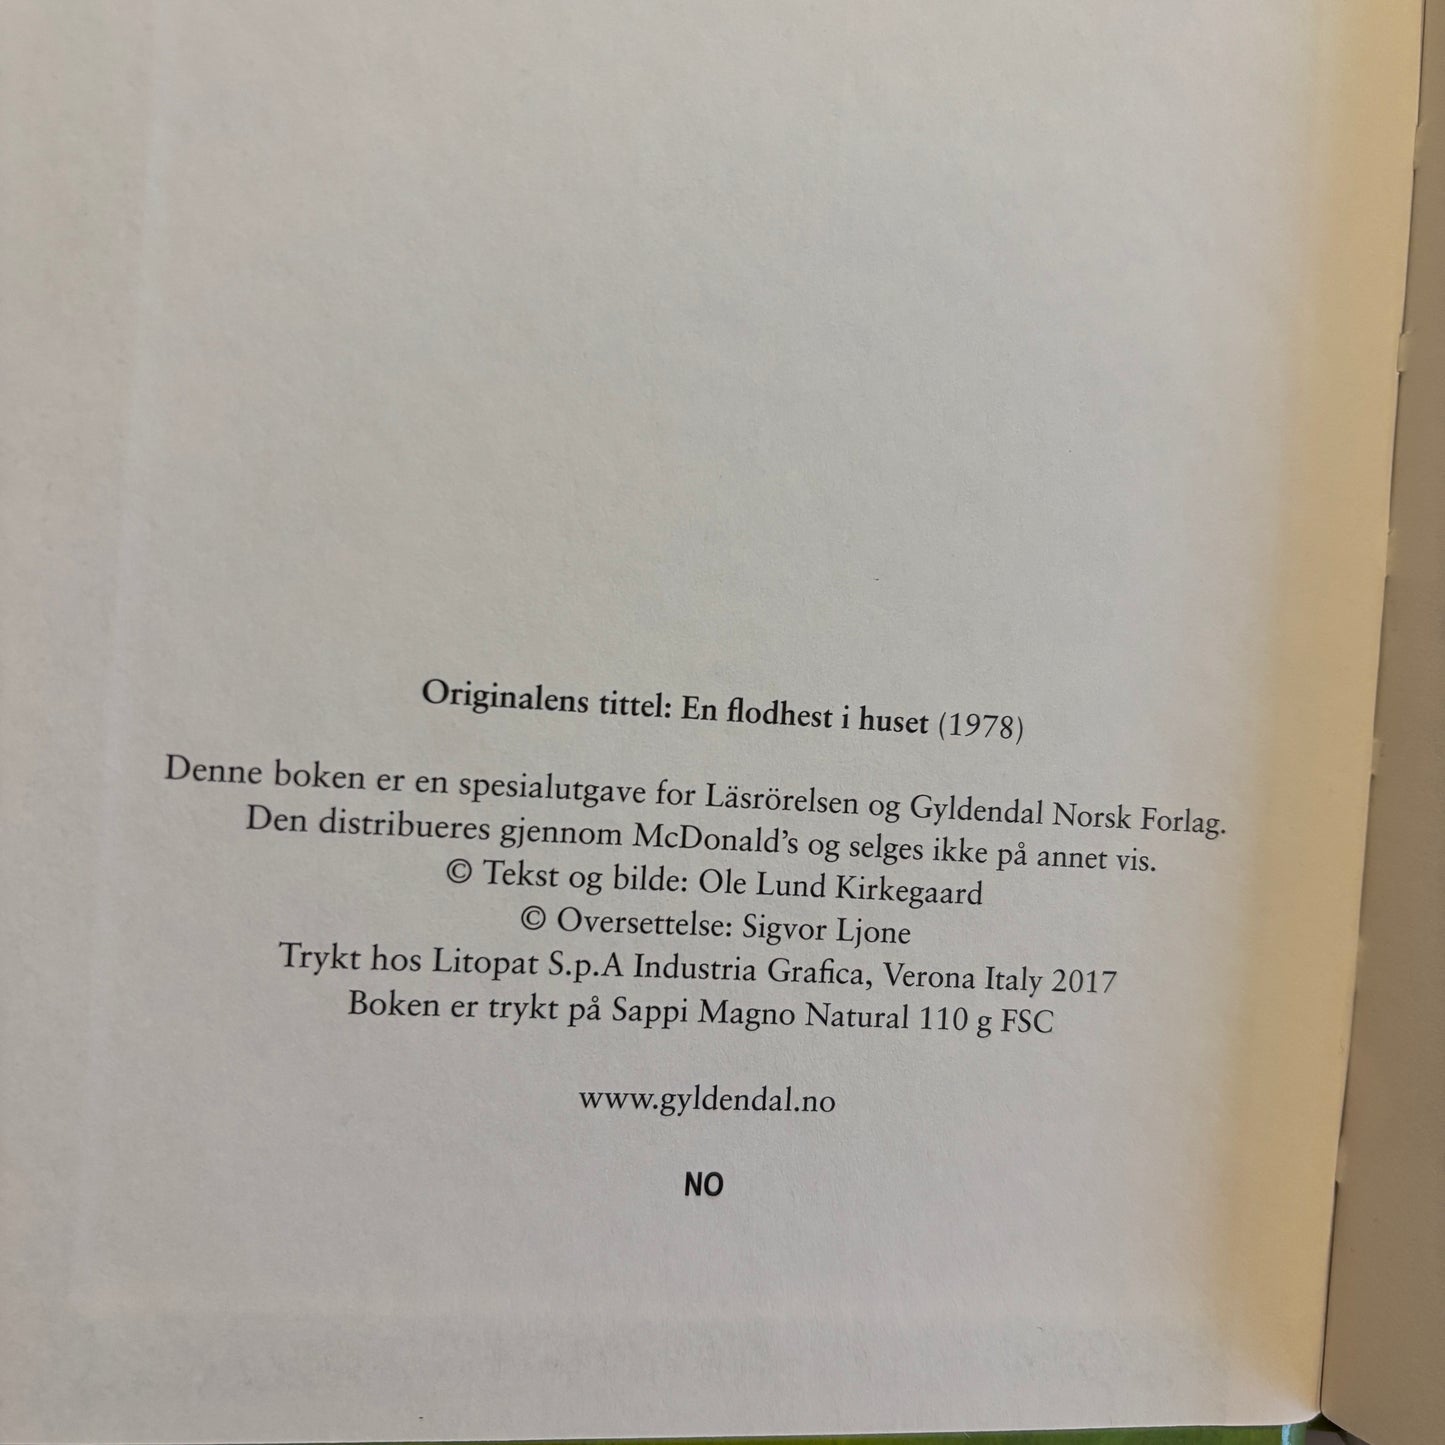 Originalens tittel: En flodhest i huset (1978)
Denne boken er en spesialutgave for Läsrörelsen og Gyldendal Norsk Forlag.
Den distribueres gjennom McDonald's og selges ikke på annet vis.
© Tekst og bilde: Ole Lund Kirkegaard
© Oversettelse: Sigvor Ljone
Trykt hos Litopat S.p.A Industria Grafica, Verona Italy 2017
Boken er trykt på Sappi Magno Natural 110 g FSC
www.gyldendal.no
NO